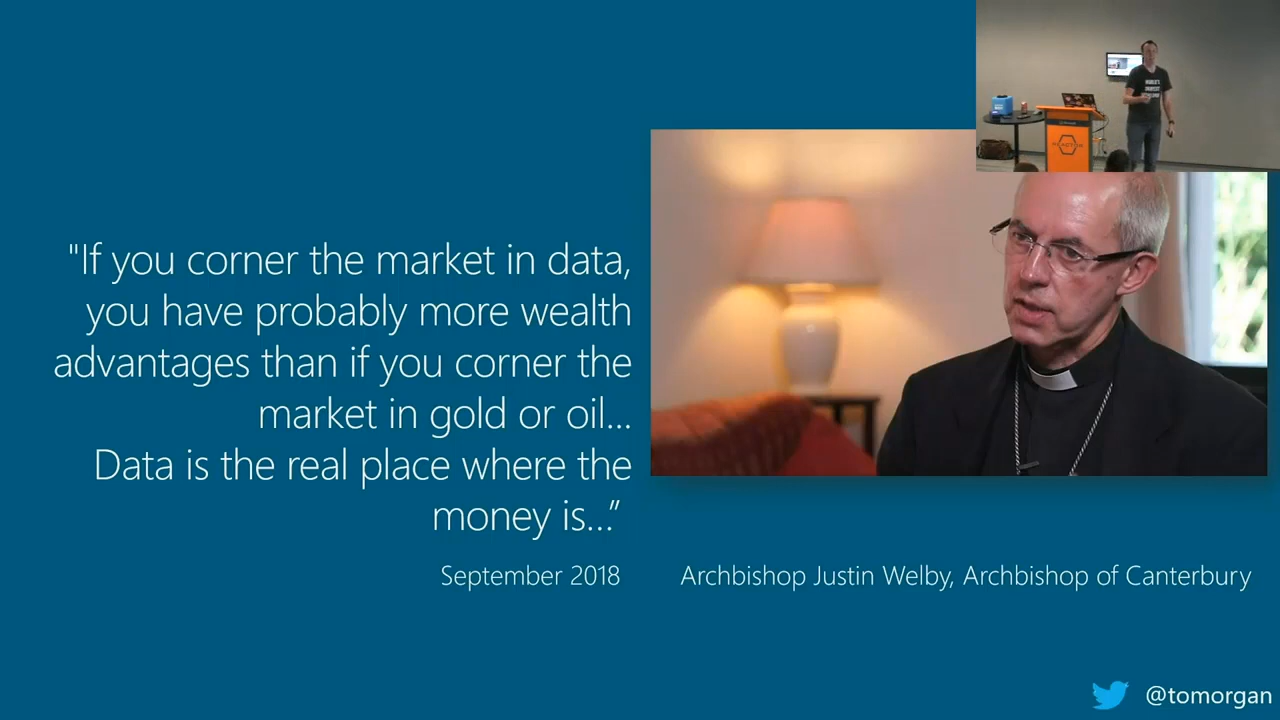 "If you corner the market in data,
you have probably more wealth
advantages than if you corner the
market in gold or oil...
Data is the real place where the
money is...”
September 2018
Archbishop Justin Welby, Archbishop of Canterbury
@tomorgan